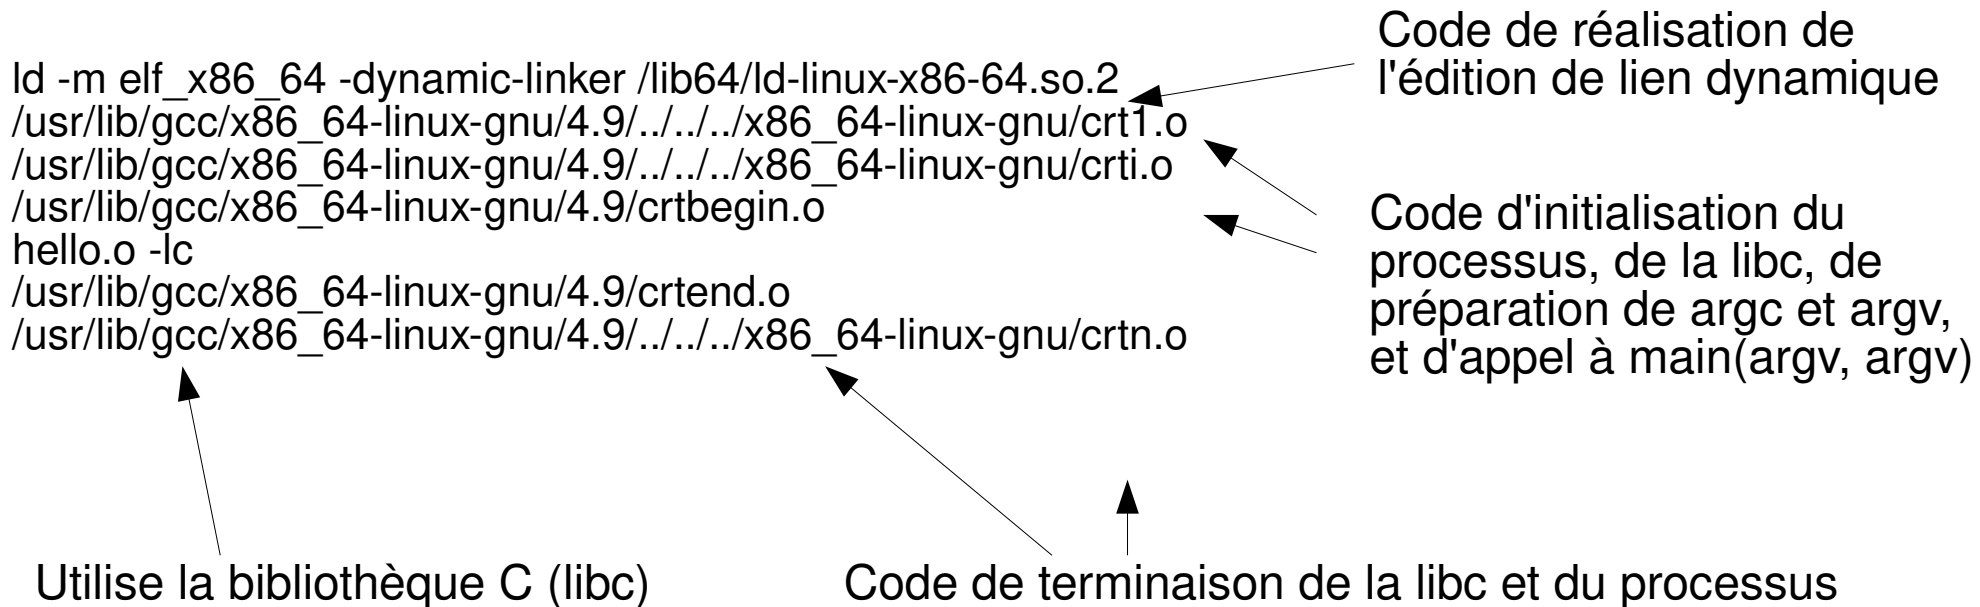 ld -m elf_x86_64 -dynamic-linker /lib64/ld-linux-x86-64.so.2
/usr/lib/gcc/x86_64-linux-gnu/4.9/../../../x86_64-linux-gnu/crt1.o
/usr/lib/gcc/x86_64-linux-gnu/4.9/../../../x86_64-linux-gnu/crti.o
/usr/lib/gcc/x86_64-linux-gnu/4.9/crtbegin.o
hello.o -lc
/usr/lib/gcc/x86_64-linux-gnu/4.9/crtend.o
/usr/lib/gcc/x86_64-linux-gnu/4.9/../../../x86_64-linux-gnu/crtn.o
Code de réalisation de
l'édition de lien dynamique
Code d'initialisation du
processus, de la libc, de
préparation de argc et argv,
et d'appel à main(argv, argv)
Utilise la bibliothèque C (libc)
Code de terminaison de la libc et du processus